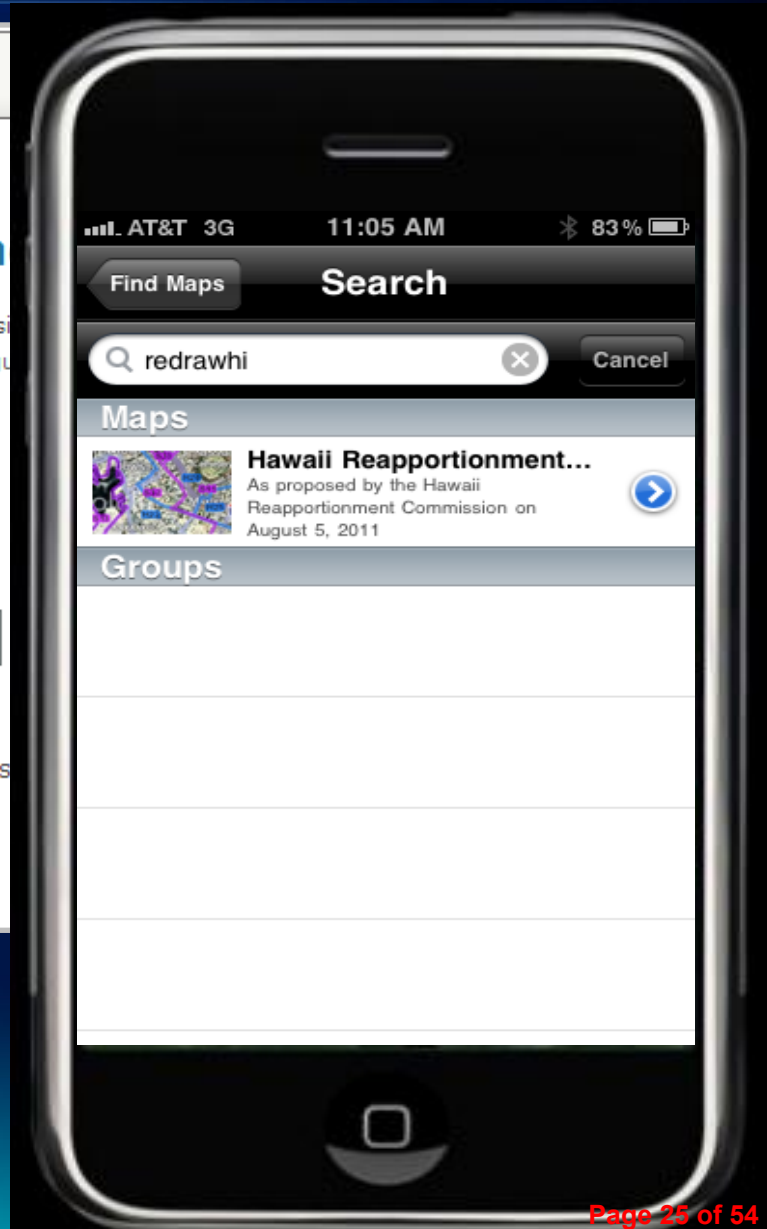 AT&T 3G 11:05 AM 83%
Find Maps Search
redrawhi Cancel
Maps
Hawaii Reapportionment...
As proposed by the Hawaii
Reapportionment Commission on
August 5, 2011
Groups
Page 25 of 54